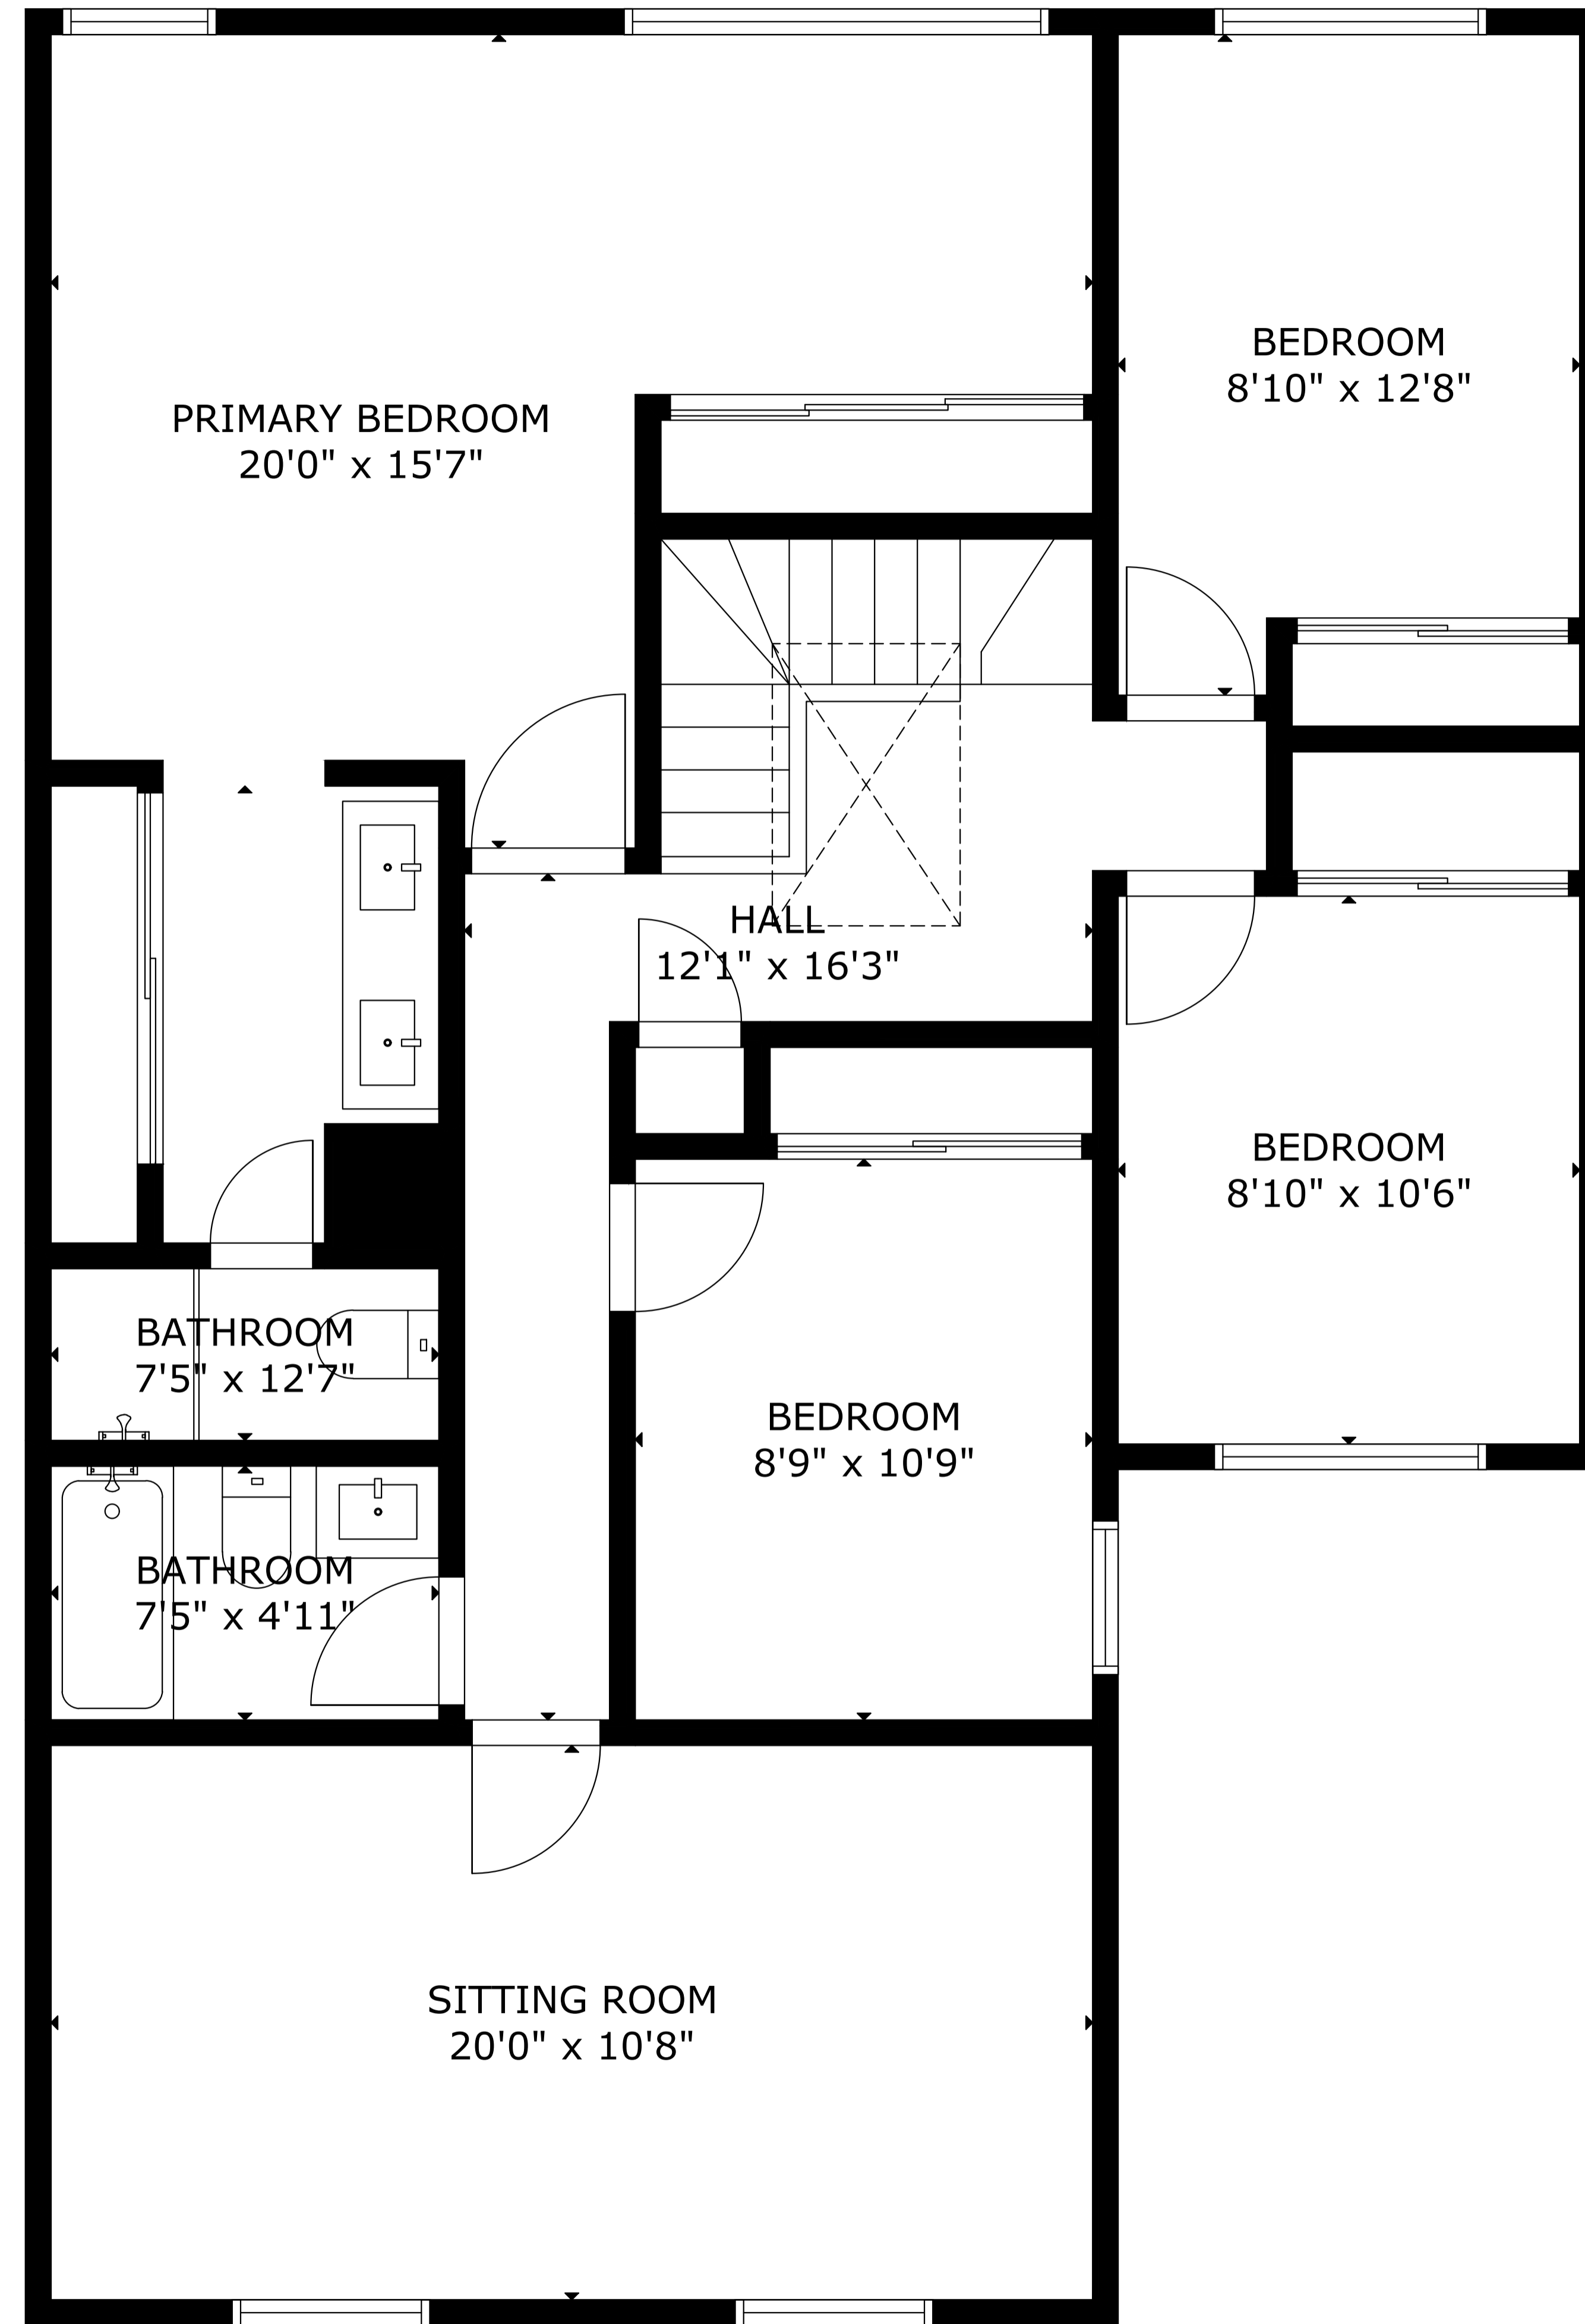 BEDROOM
8'10" x 12'8"
PRIMARY BEDROOM
20'0" x 15'7"
HALL
12'1" x 16'3"
BEDROOM
8'10" x 10'6"
BATHROOM
7'5" x 12'7"
BEDROOM
8'9" x 10'9"
BATHROOM
7'5" x 4'11"
SITTING ROOM
20'0" x 10'8"